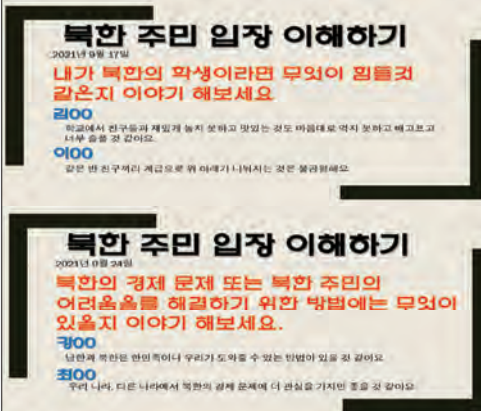 북한 주민 입장 이해하기
2021년 9월 17일
내가 북한의 학생이라면 무엇이 힘들것
같은지 이야기 해보세요
김OO
학교에서 친구들과 재밌게 놀지 못하고 맛있는 것도 마음대로 먹지 못하고 배고프고
너무 슬플 것 같아요.
이OO
같은 반 친구끼리 계급으로 위 아래가 나눠지는 것은 불공평해요
북한 주민 입장 이해하기
2021년 9월 24일
북한의 경제 문제 또는 북한 주민의
어려움을를 해결하기 위한 방법에는 무엇이
있을지 이야기 해보세요.
강OO
남한과 북한은 한민족이니 우리가 도와줄 수 있는 방법이 있을 것 같아요
최OO
우리 나라, 다른 나라에서 북한의 경제 문제에 더 관심을 가지면 좋을 것 같아요